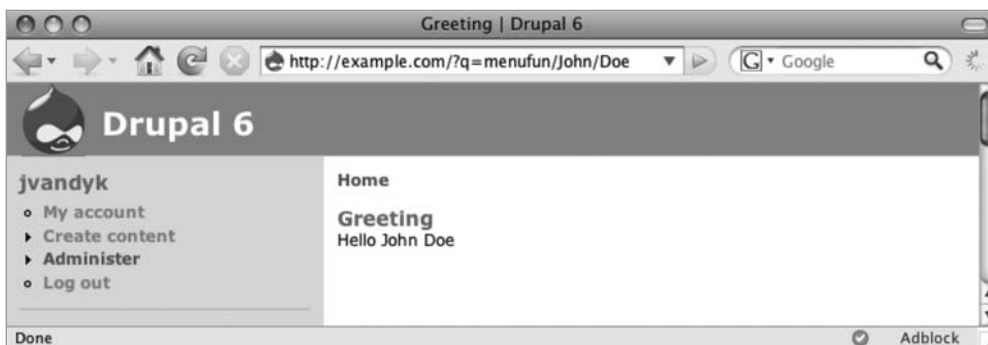 Greeting | Drupal 6
http://example.com/?q=menufun/John/Doe
G Google
Drupal 6
jvandyk
My account
Create content
Administer
Log out
Home
Greeting
Hello John Doe
Done
Adblock